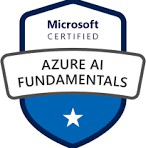 Microsoft
CERTIFIED
AZURE AI
FUNDAMENTALS